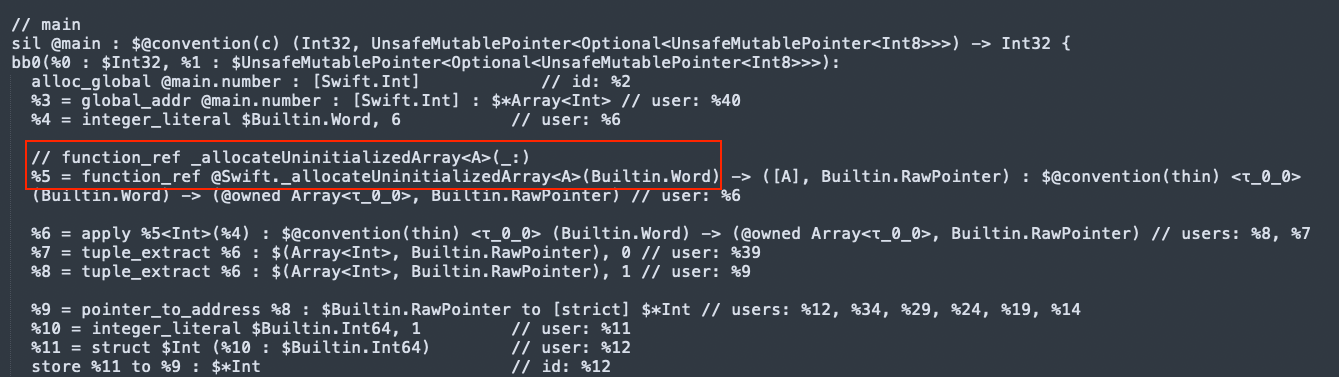 // main
sil @main : $@convention(c) (Int32, UnsafeMutablePointer<Optional<UnsafeMutablePointer<Int8>>>) -> Int32 {
bb0(%0 : $Int32, %1 : $UnsafeMutablePointer<Optional<UnsafeMutablePointer<Int8>>>):
  alloc_global @main.number : [Swift.Int]          // id: %2
  %3 = global_addr @main.number : [Swift.Int] : $*Array<Int> // user: %40
  %4 = integer_literal $Builtin.Word, 6          // user: %6
  // function_ref _allocateUninitializedArray<A>(_:)
  %5 = function_ref @Swift._allocateUninitializedArray<A>(Builtin.Word) -> ([A], Builtin.RawPointer) : $@convention(thin) <τ_0_0>
  (Builtin.Word) -> (@owned Array<τ_0_0>, Builtin.RawPointer) // user: %6
  %6 = apply %5<Int>(%4) : $@convention(thin) <τ_0_0> (Builtin.Word) -> (@owned Array<τ_0_0>, Builtin.RawPointer) // users: %8, %7
  %7 = tuple_extract %6 : $(Array<Int>, Builtin.RawPointer), 0 // user: %39
  %8 = tuple_extract %6 : $(Array<Int>, Builtin.RawPointer), 1 // user: %9
  %9 = pointer_to_address %8 : $Builtin.RawPointer to [strict] $*Int // users: %12, %34, %29, %24, %19, %14
  %10 = integer_literal $Builtin.Int64, 1        // user: %11
  %11 = struct $Int (%10 : $Builtin.Int64)       // user: %12
  store %11 to %9 : $*Int                        // id: %12